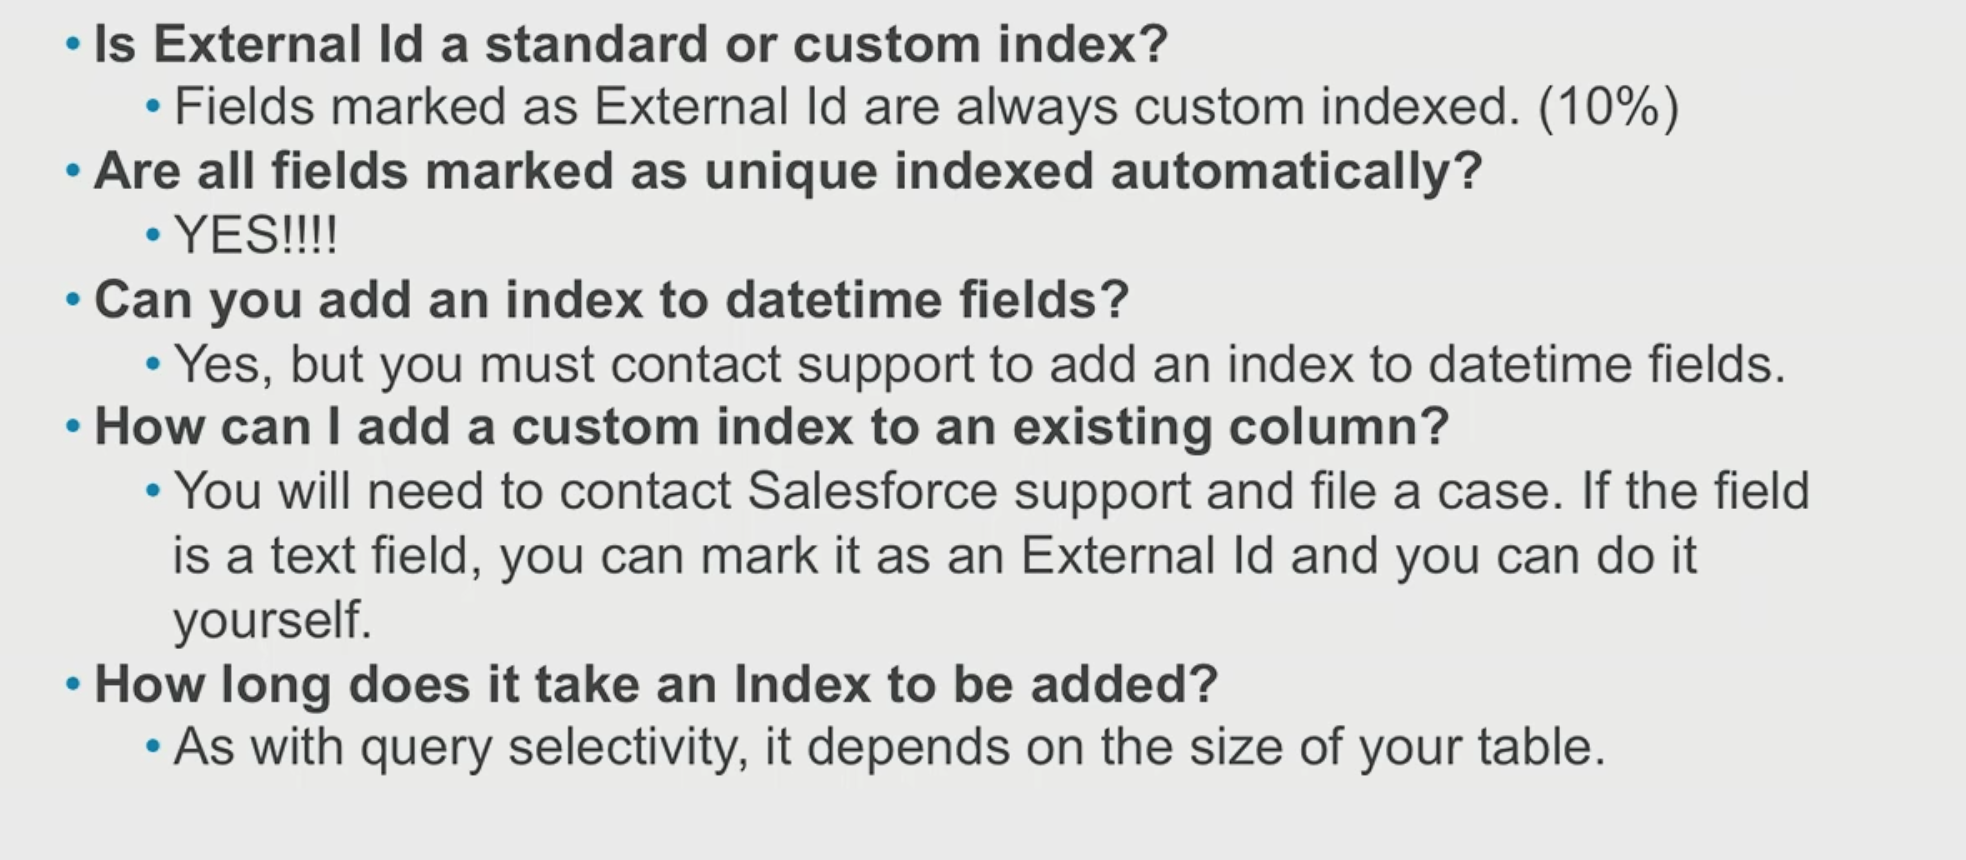 • Is External Id a standard or custom index?
• Fields marked as External Id are always custom indexed. (10%)
• Are all fields marked as unique indexed automatically?
• YES!!!!
• Can you add an index to datetime fields?
• Yes, but you must contact support to add an index to datetime fields.
• How can I add a custom index to an existing column?
• You will need to contact Salesforce support and file a case. If the field
is a text field, you can mark it as an External Id and you can do it
yourself.
• How long does it take an Index to be added?
• As with query selectivity, it depends on the size of your table.